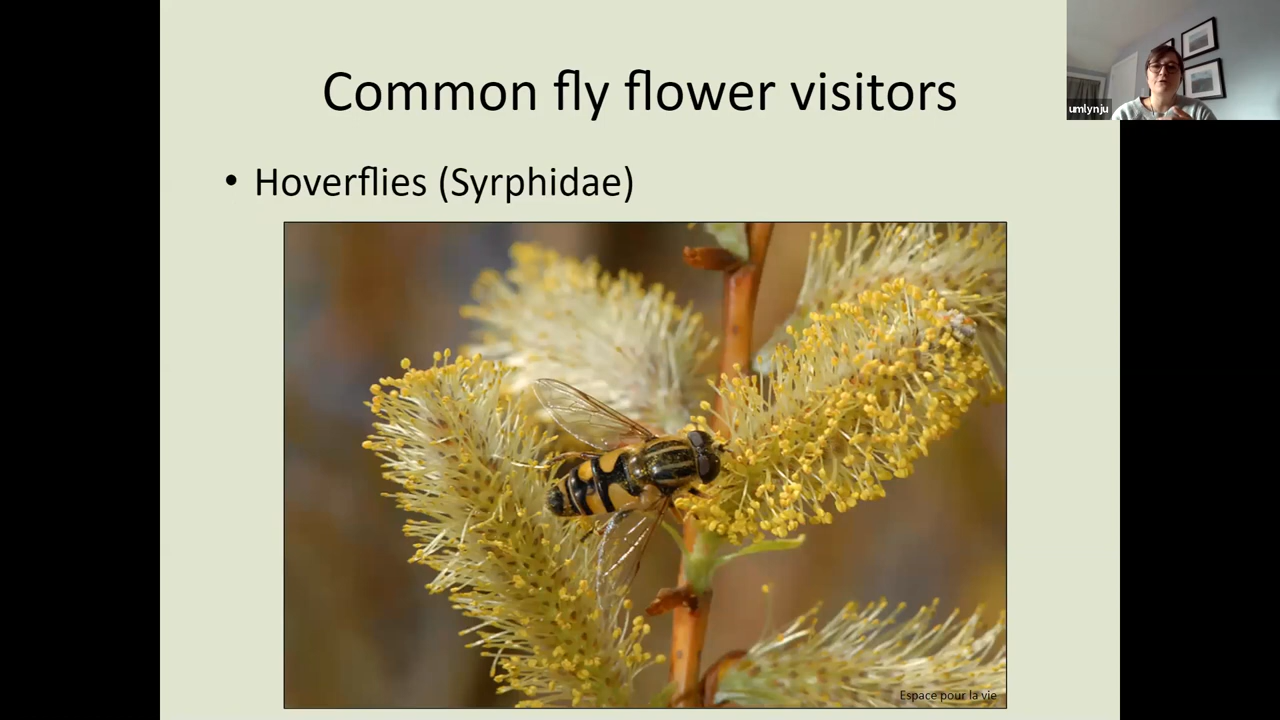 Common fly flower visitors
umlynju
• Hoverflies (Syrphidae)
Espace pour la vie